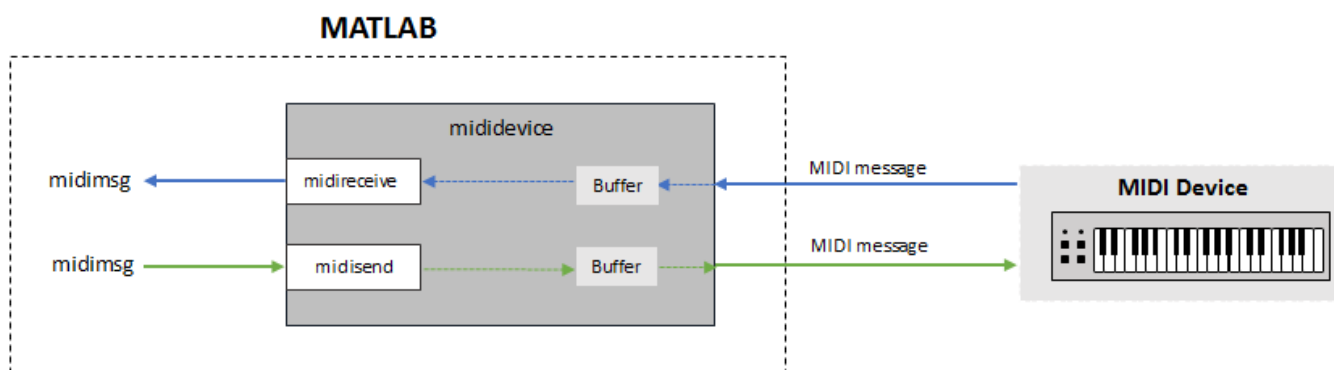 MATLAB
mididevice
midimsg
midireceive
Buffer
MIDI message
MIDI Device
midimsg
midisend
Buffer
MIDI message